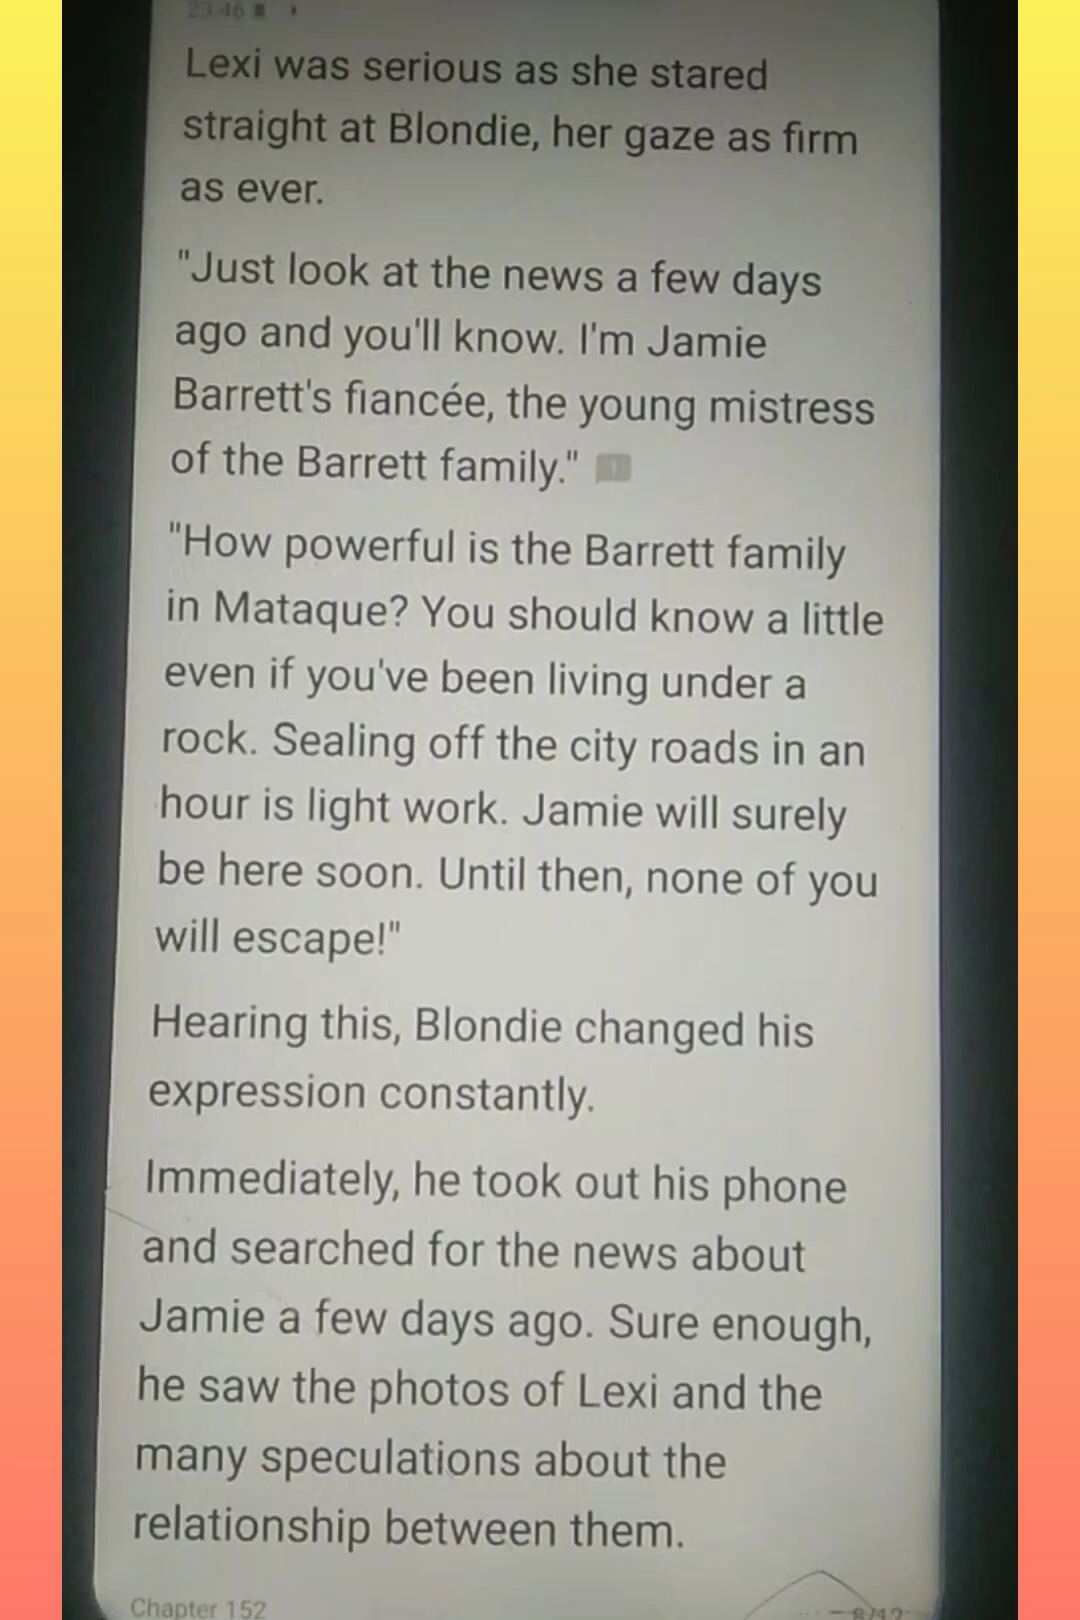 23:46
Lexi was serious as she stared
straight at Blondie, her gaze as firm
as ever.
"Just look at the news a few days
ago and you'll know. I'm Jamie
Barrett's fiancée, the young mistress
of the Barrett family." 1
"How powerful is the Barrett family
in Mataque? You should know a little
even if you've been living under a
rock. Sealing off the city roads in an
hour is light work. Jamie will surely
be here soon. Until then, none of you
will escape!"
Hearing this, Blondie changed his
expression constantly.
Immediately, he took out his phone
and searched for the news about
Jamie a few days ago. Sure enough,
he saw the photos of Lexi and the
many speculations about the
relationship between them.
Chapter 152